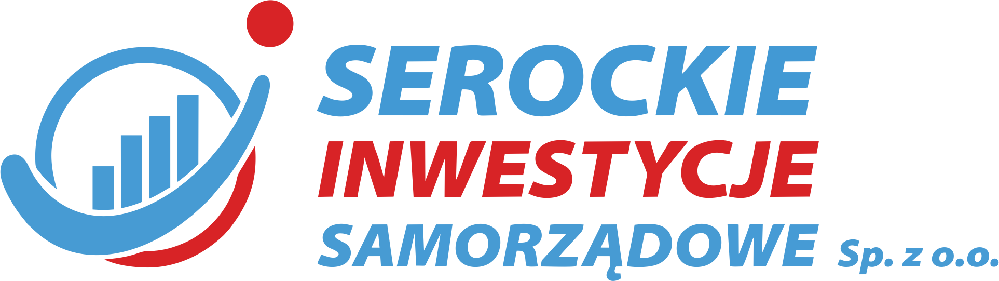 SEROCKIE
INWESTYCJE
SAMORZĄDOWE Sp. z o.o.